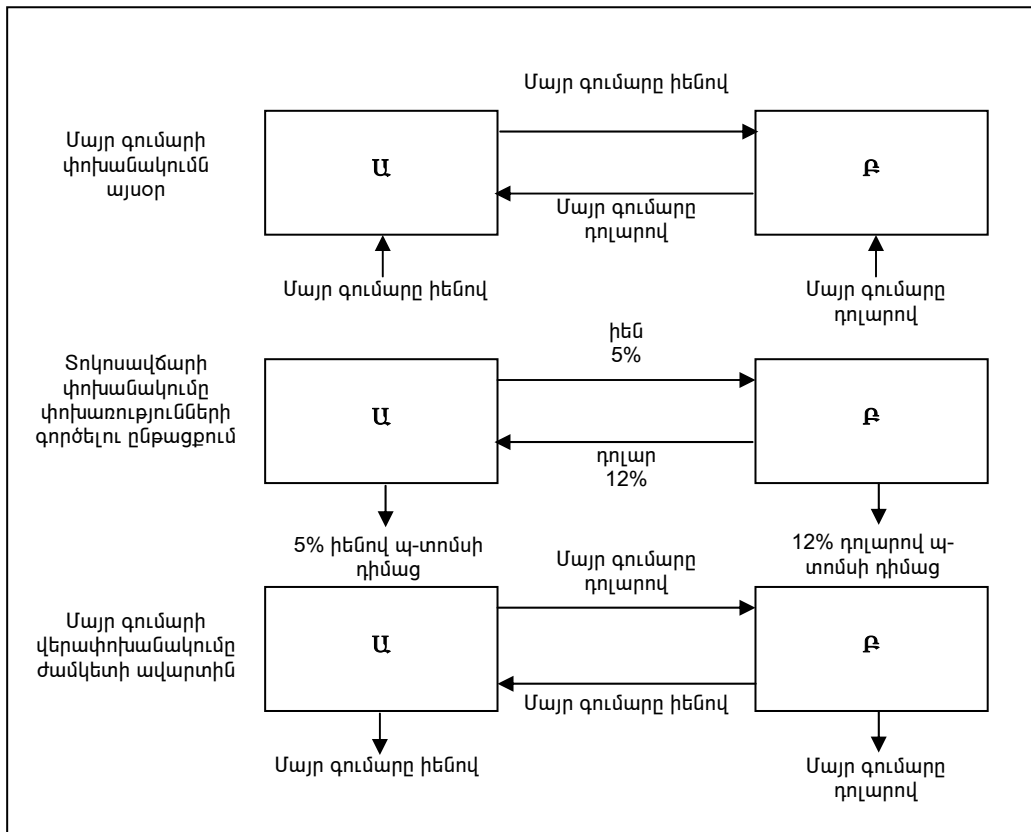 Մայր գումարը իենով
Մայր գումարի
փոխանակումն
այսօր
Ա
Բ
Մայր գումարը
դոլարով
Մայր գումարը իենով
Մայր գումարը
դոլարով
իեն
5%
Տոկոսավճարի
փոխանակումը
փոխառությունների
գործելու ընթացքում
Ա
Բ
դոլար
12%
5% իենով պ-տոմսի
դիմաց
12% դոլարով պ-
տոմսի դիմաց
Մայր գումարը
դոլարով
Մայր գումարի
վերափոխանակումը
ժամկետի ավարտին
Ա
Բ
Մայր գումարը իենով
Մայր գումարը իենով
Մայր գումարը
դոլարով